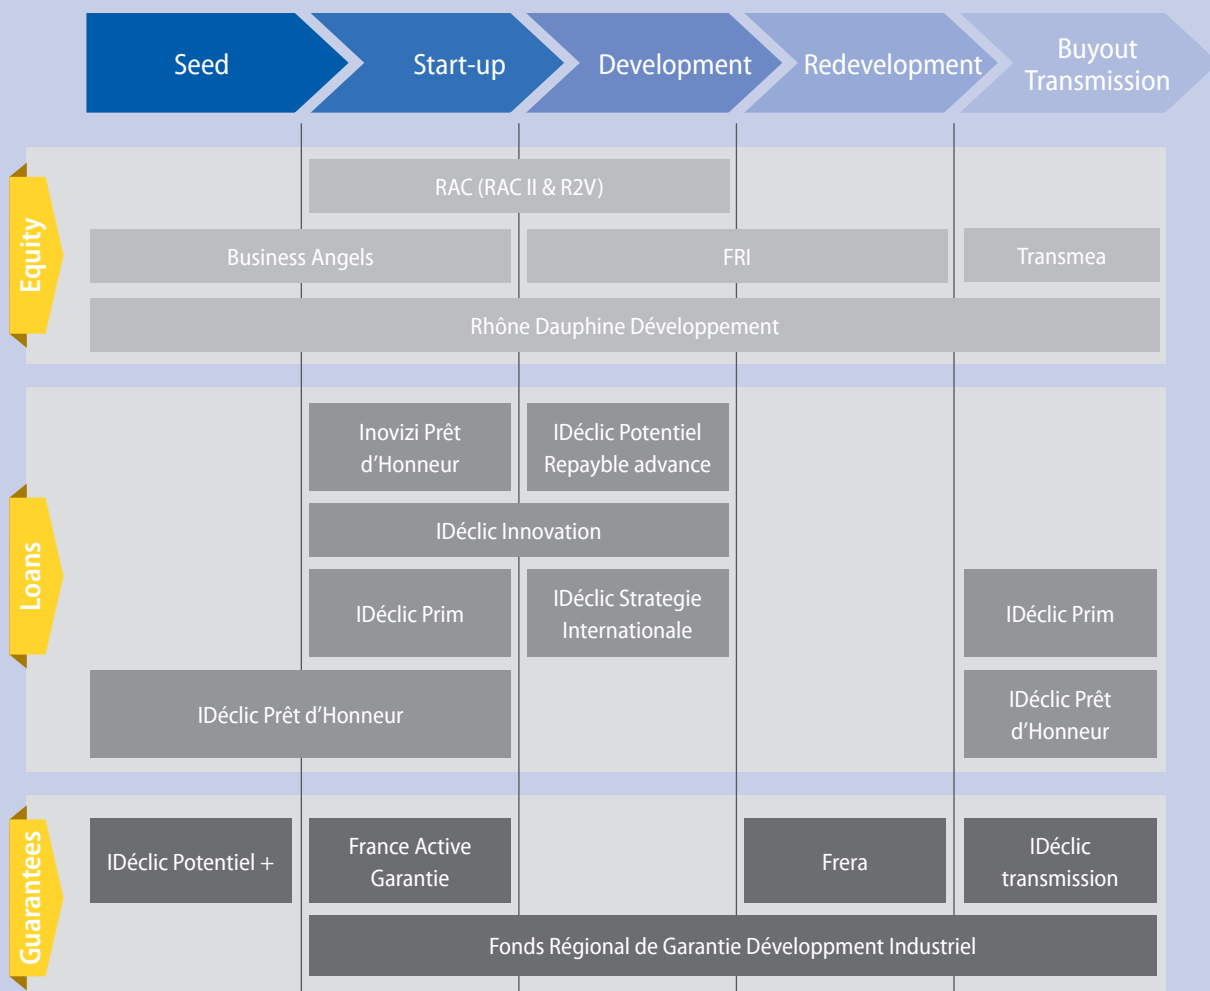 Seed
Start-up
Development
Redevelopment
Buyout
Transmission
Equity
RAC (RAC II & R2V)
Business Angels
FRI
Transmea
Rhône Dauphine Développement
Loans
Inovizi Prêt
d'Honneur
IDéclic Potentiel
Repayble advance
IDéclic Innovation
IDéclic Prim
IDéclic Strategie
Internationale
IDéclic Prim
IDéclic Prêt d'Honneur
IDéclic Prêt
d'Honneur
Guarantees
IDéclic Potentiel +
France Active
Garantie
Frera
IDéclic
transmission
Fonds Régional de Garantie Développment Industriel